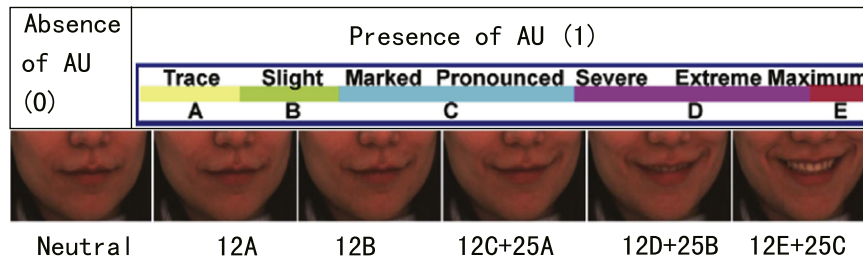 Absence of AU (0)
Presence of AU (1)
Trace Slight Marked Pronounced Severe Extreme Maximum
A B C D E
Neutral 12A 12B 12C+25A 12D+25B 12E+25C